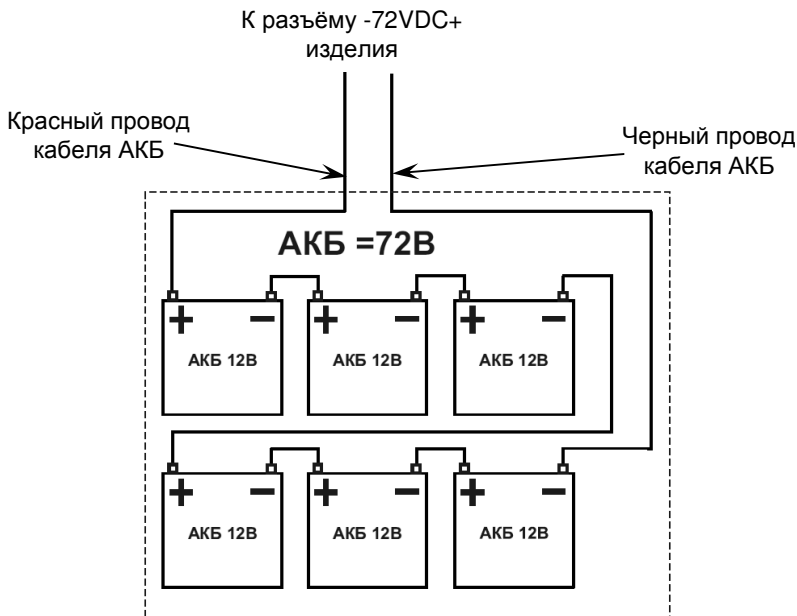 К разъёму -72VDC+
изделия
Красный провод
кабеля АКБ
Черный провод
кабеля АКБ
АКБ =72В
+ − + − + −
АКБ 12В АКБ 12В АКБ 12В
+ − + − + −
АКБ 12В АКБ 12В АКБ 12В